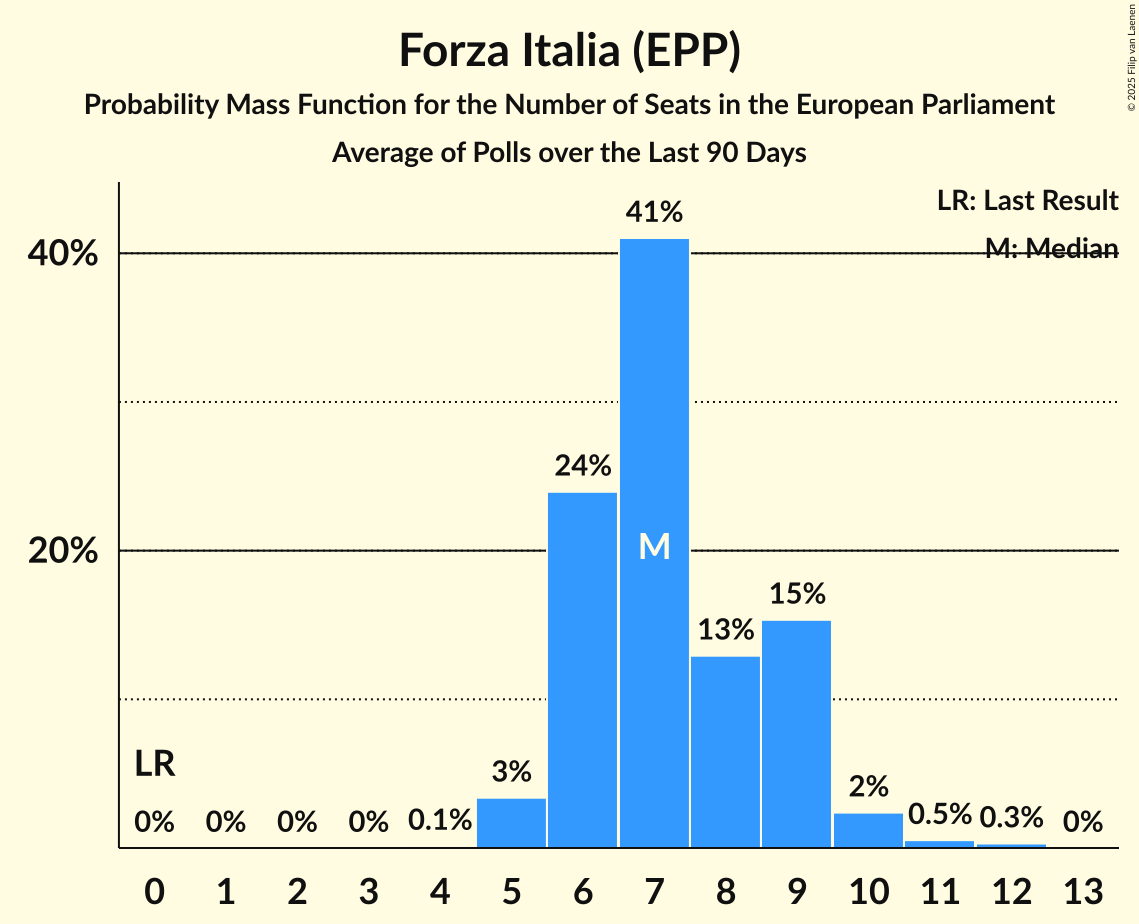 Forza Italia (EPP)
Probability Mass Function for the Number of Seats in the European Parliament
Average of Polls over the Last 90 Days
© 2025 Filip van Laenen
LR: Last Result
M: Median
40%
20%
41%
24%
M
15%
13%
LR
3%
2%
0% 0% 0% 0% 0.1% 0.5% 0.3% 0%
0 1 2 3 4 5 6 7 8 9 10 11 12 13